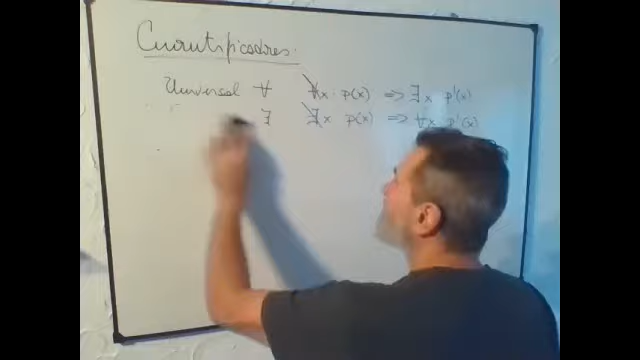 Cuantificadores.
Universal ∀ ∀̸x p(x) => ∃x p'(x)
∃ ∄x p(x) => ∀x p'(x)